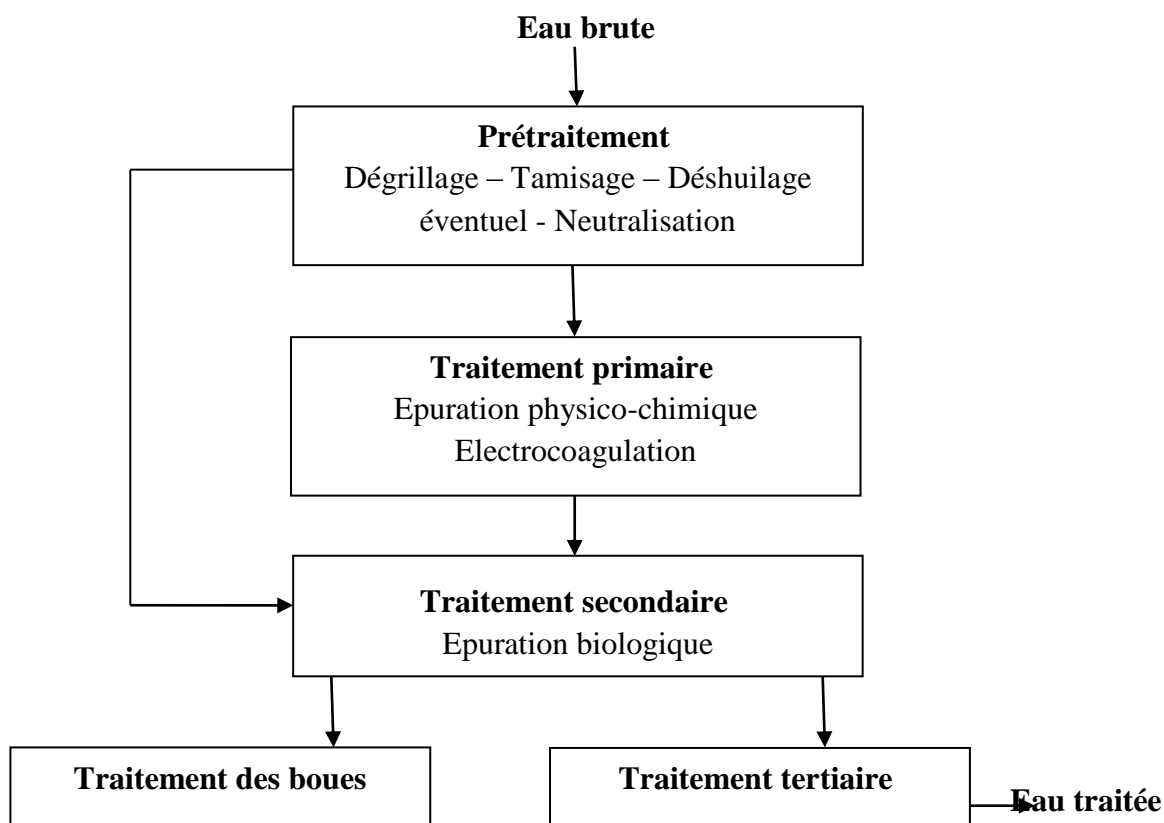 Eau brute
Prétraitement
Dégrillage – Tamisage – Déshuilage
éventuel - Neutralisation
Traitement primaire
Epuration physico-chimique
Electrocoagulation
Traitement secondaire
Epuration biologique
Traitement des boues
Traitement tertiaire
Eau traitée